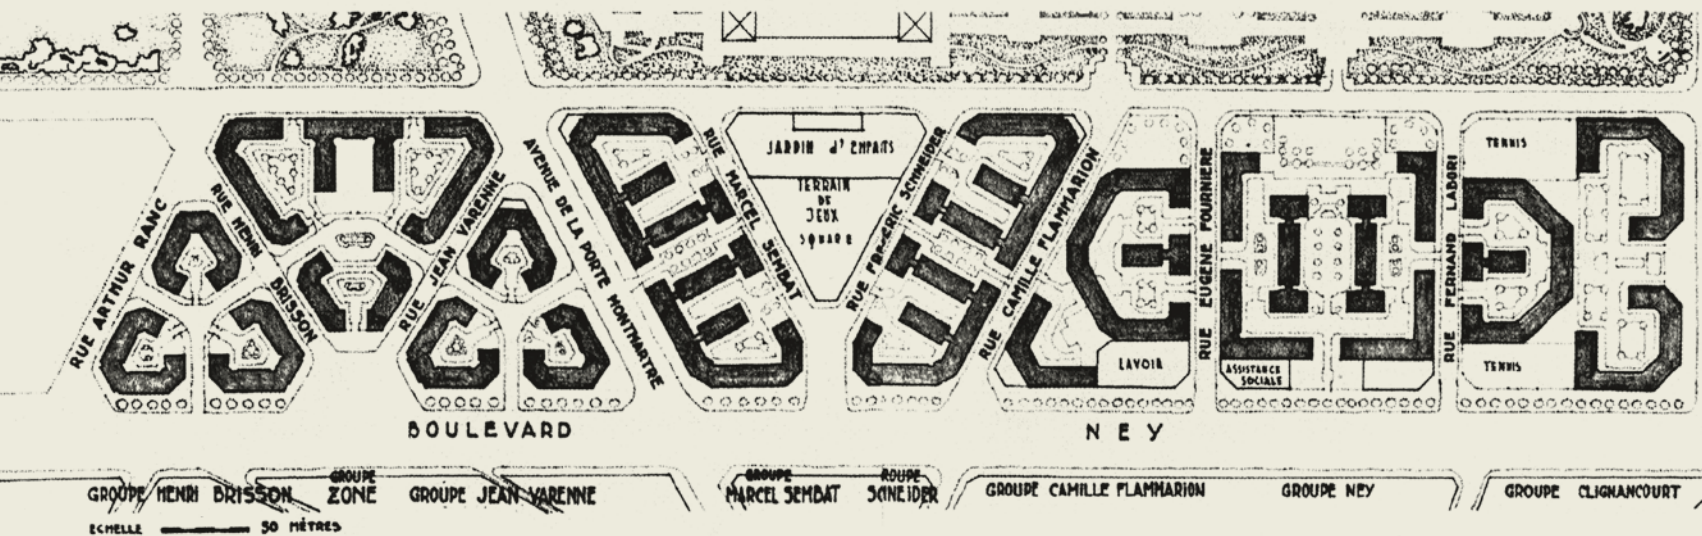 JARDIN d'ENFANTS
TERRAIN
DE
JEUX
SQUARE
TENNIS
RUE ARTHUR RANC
RUE HENRI
BRISSON
RUE JEAN VARENNE
AVENUE DE LA PORTE MONTMARTRE
RUE MARCEL SEMBAT
RUE FREDERIC SCHNEIDER
RUE CAMILLE FLAMMARION
RUE EUGENE FOURNIERE
RUE FERNAND LABORI
LAVOIR
ASSISTANCE
SOCIALE
TENNIS
BOULEVARD
NEY
GROUPE HENRI BRISSON
GROUPE
ZONE
GROUPE JEAN VARENNE
GROUPE
MARCEL SEMBAT
ROUPE
SCNEIDER
GROUPE CAMILLE FLAMMARION
GROUPE NEY
GROUPE CLIGNANCOURT
ECHELLE 50 MÈTRES